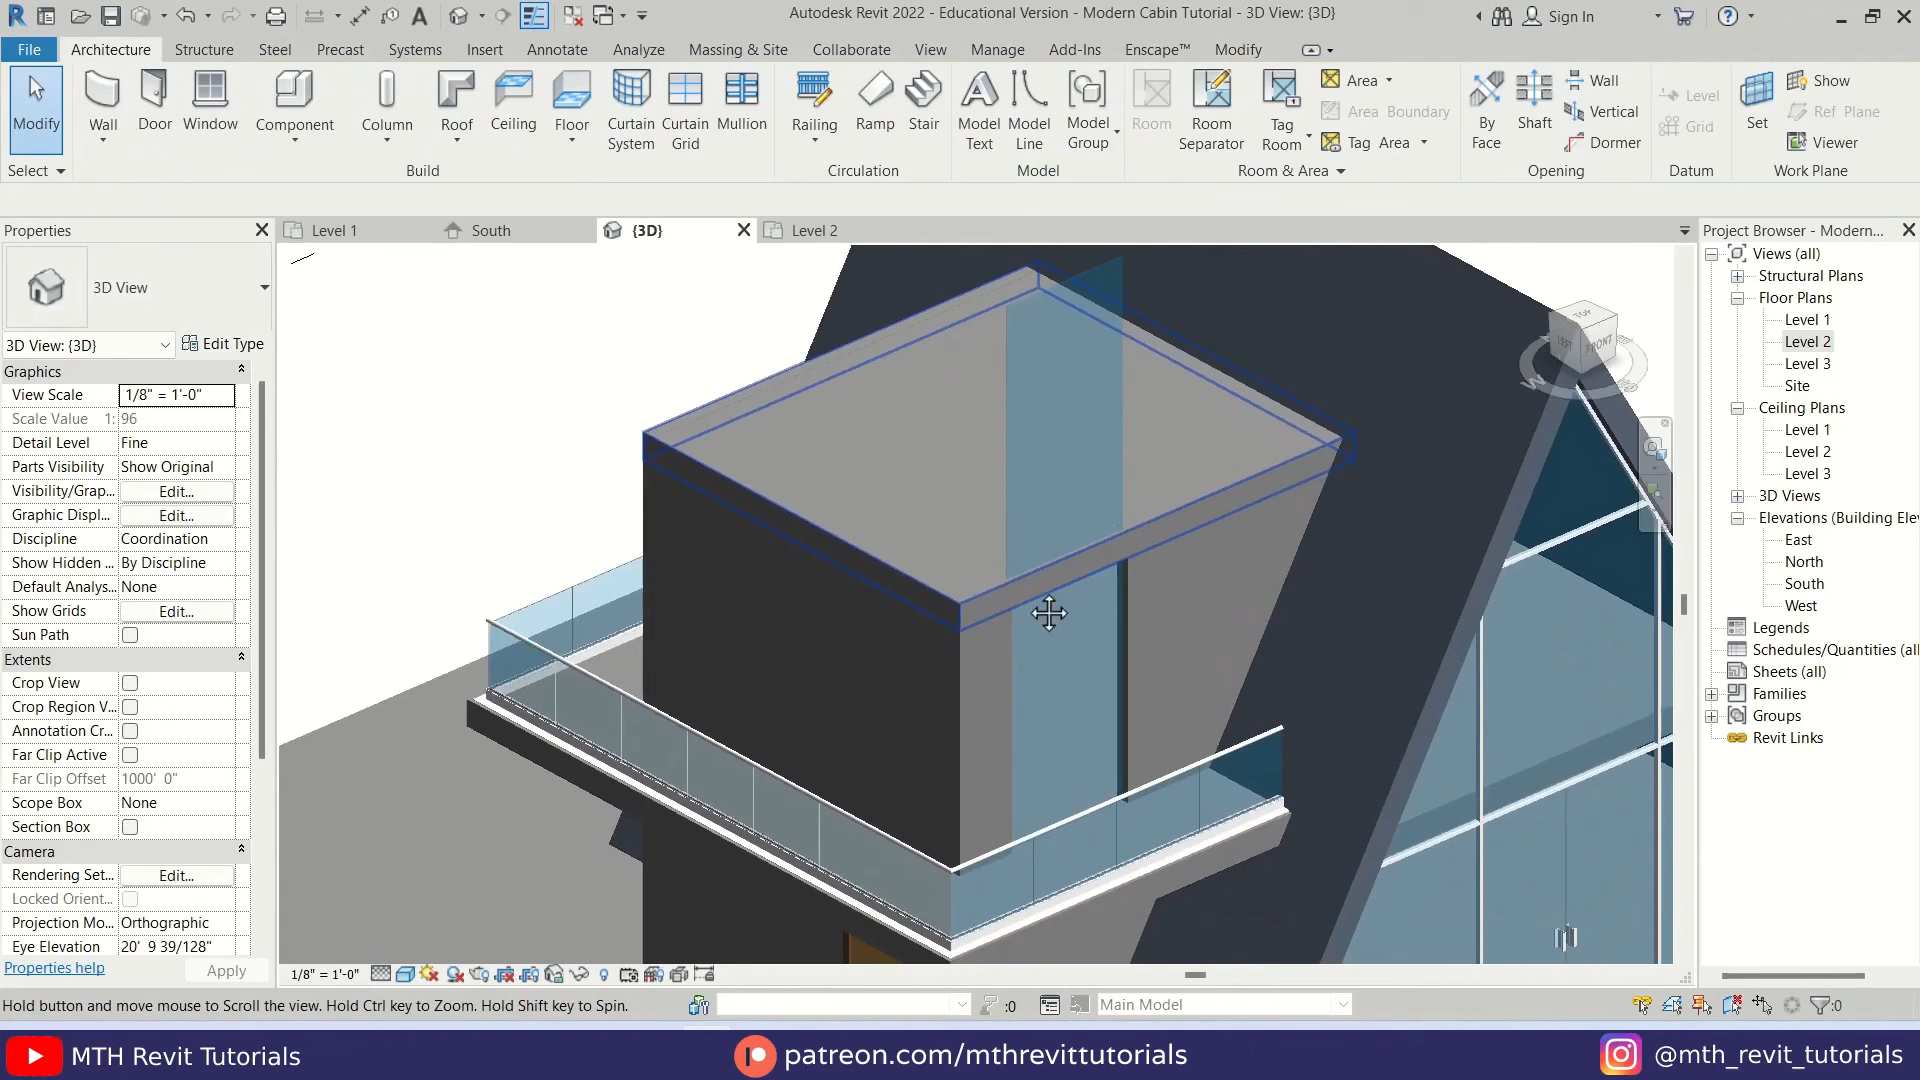 Autodesk Revit 2022 - Educational Version - Modern Cabin Tutorial - 3D View: {3D}
Sign In
File Architecture Structure Steel Precast Systems Insert Annotate Analyze Massing & Site Collaborate View Manage Add-Ins Enscape™ Modify
Modify
Wall
Door
Window
Component
Column
Roof
Ceiling
Floor
Curtain System
Curtain Grid
Mullion
Railing
Ramp
Stair
Model Text
Model Line
Model Group
Room
Room Separator
Tag Room
Area
Area Boundary
Tag Area
By Face
Shaft
Wall
Vertical
Dormer
Level
Grid
Set
Show
Ref Plane
Viewer
Select Build Circulation Model Room & Area Opening Datum Work Plane
Properties
Level 1
South
{3D}
Level 2
Project Browser - Modern...
3D View
3D View: {3D} Edit Type
Graphics
View Scale 1/8" = 1'-0"
Scale Value 1: 96
Detail Level Fine
Parts Visibility Show Original
Visibility/Grap... Edit...
Graphic Displ... Edit...
Discipline Coordination
Show Hidden ... By Discipline
Default Analys... None
Show Grids Edit...
Sun Path
Extents
Crop View
Crop Region V...
Annotation Cr...
Far Clip Active
Far Clip Offset 1000' 0"
Scope Box None
Section Box
Camera
Rendering Set... Edit...
Locked Orient...
Projection Mo... Orthographic
Eye Elevation 20' 9 39/128"
Properties help Apply
TOP
LEFT
FRONT
W
Views (all)
Structural Plans
Floor Plans
Level 1
Level 2
Level 3
Site
Ceiling Plans
Level 1
Level 2
Level 3
3D Views
Elevations (Building Ele
East
North
South
West
Legends
Schedules/Quantities (all
Sheets (all)
Families
Groups
Revit Links
1/8" = 1'-0"
Hold button and move mouse to Scroll the view. Hold Ctrl key to Zoom. Hold Shift key to Spin.
:0
Main Model
:0
MTH Revit Tutorials
patreon.com/mthrevittutorials
@mth_revit_tutorials